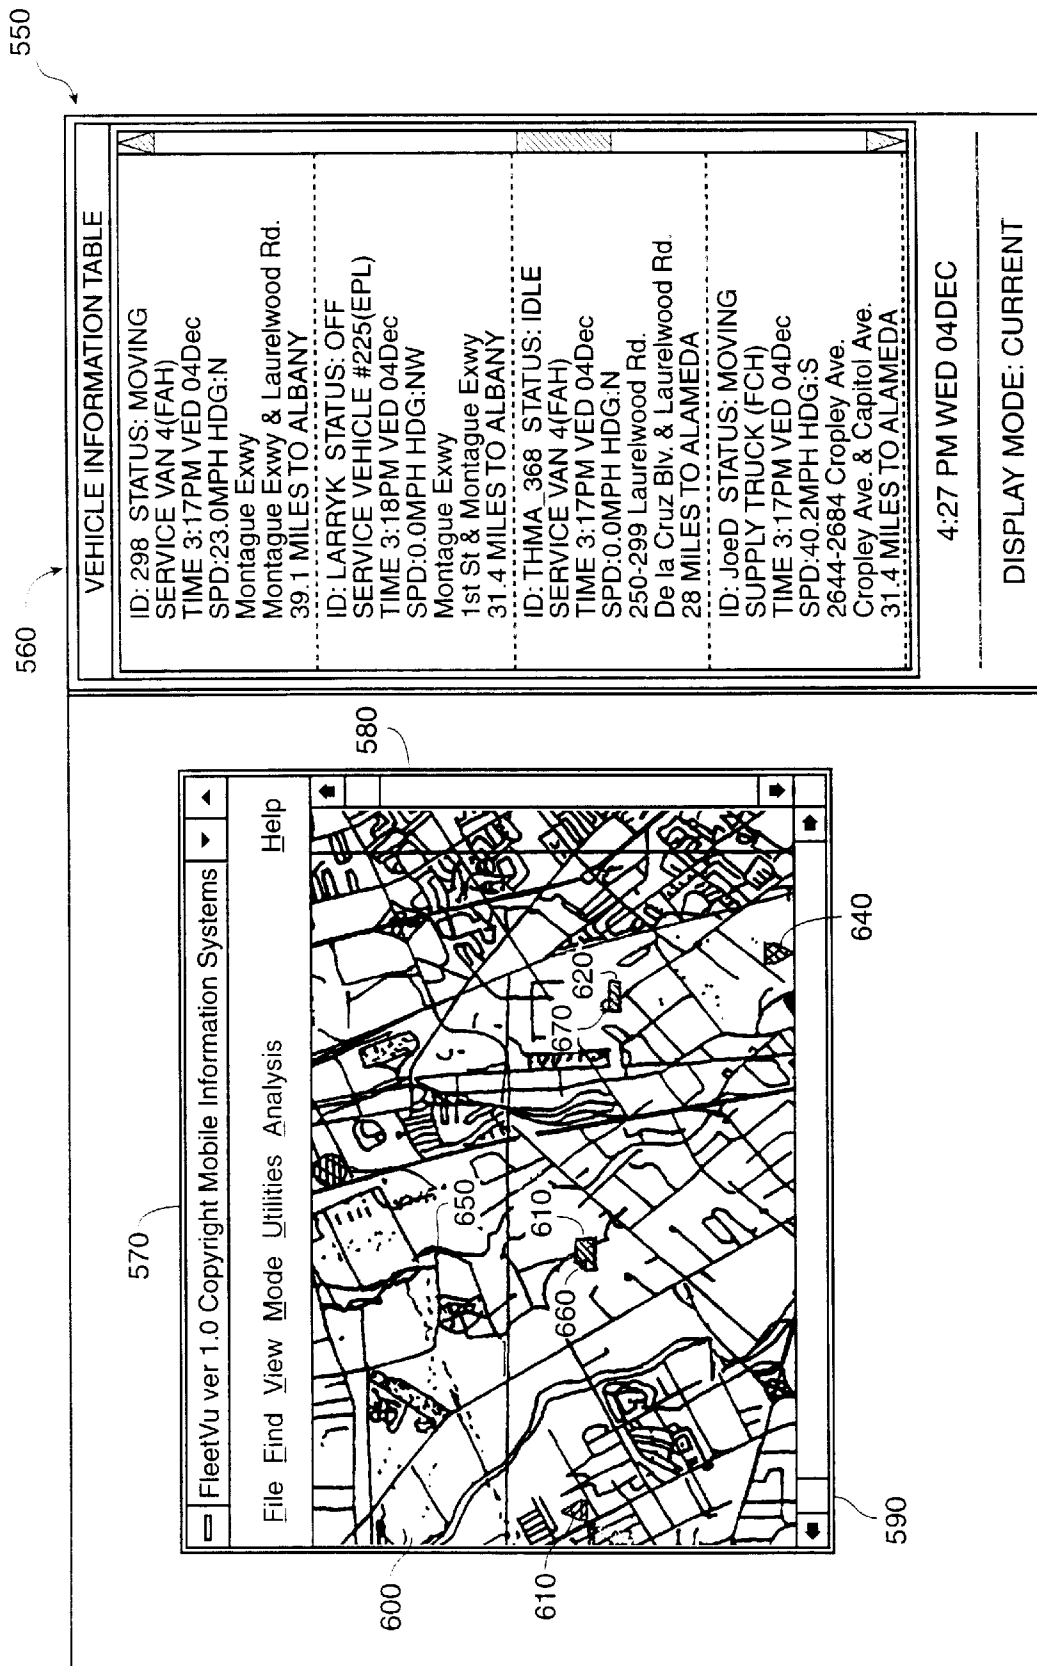 550
560
VEHICLE INFORMATION TABLE
ID: 298 STATUS: MOVING
SERVICE VAN 4(FAH)
TIME 3:17PM VED 04Dec
SPD:23.0MPH HDG:N
Montague Exwy
Montague Exwy & Laurelwood Rd.
39.1 MILES TO ALBANY
ID: LARRYK STATUS: OFF
SERVICE VEHICLE #225(EPL)
TIME 3:18PM VED 04Dec
SPD:0.0MPH HDG:NW
Montague Exwy
1st St & Montague Exwy
31.4 MILES TO ALBANY
ID: THMA_368 STATUS: IDLE
SERVICE VAN 4(FAH)
TIME 3:17PM VED 04Dec
SPD:0.0MPH HDG:N
250-299 Laurelwood Rd.
De la Cruz Blv. & Laurelwood Rd.
28 MILES TO ALAMEDA
ID: JoeD STATUS: MOVING
SUPPLY TRUCK (FCH)
TIME 3:17PM VED 04Dec
SPD:40.2MPH HDG:S
2644-2684 Cropley Ave.
Cropley Ave. & Capitol Ave.
31.4 MILES TO ALAMEDA
4:27 PM WED 04DEC
DISPLAY MODE: CURRENT
570
FleetVu ver 1.0 Copyright Mobile Information Systems
File Find View Mode Utilities Analysis Help
580
600
650
610
660
670
620
610
640
590